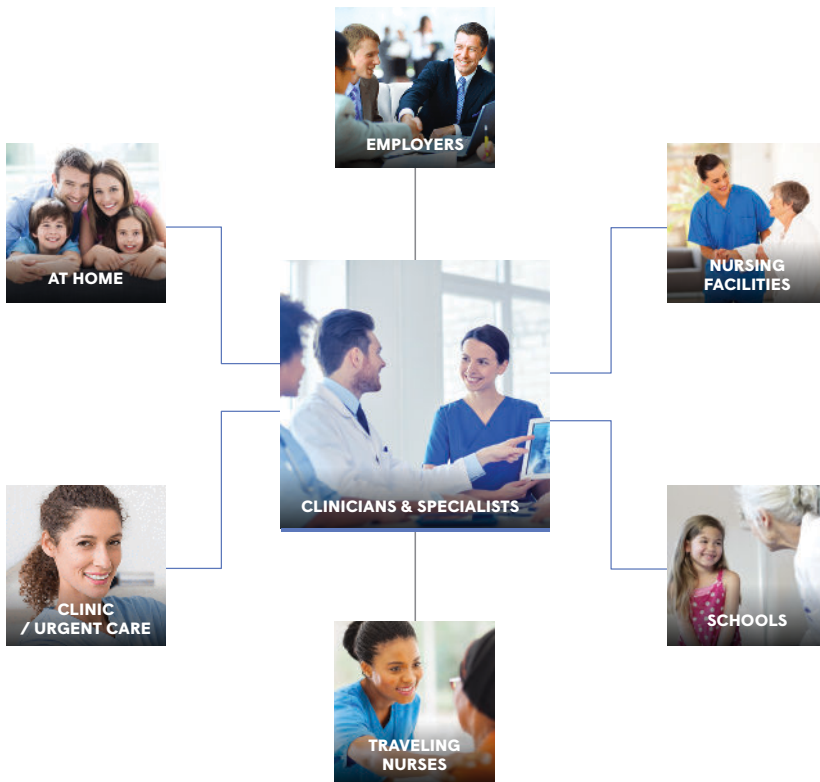 EMPLOYERS
AT HOME
NURSING
FACILITIES
CLINICIANS & SPECIALISTS
CLINIC
/ URGENT CARE
SCHOOLS
TRAVELING
NURSES